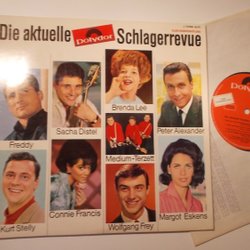 Die aktuelle Polydor Schlagerrevue
Brenda Lee
Freddy
Sacha Distel
Peter Alexander
Medium-Terzett
Kurt Stelly
Connie Francis
Wolfgang Frey
Margot Eskens